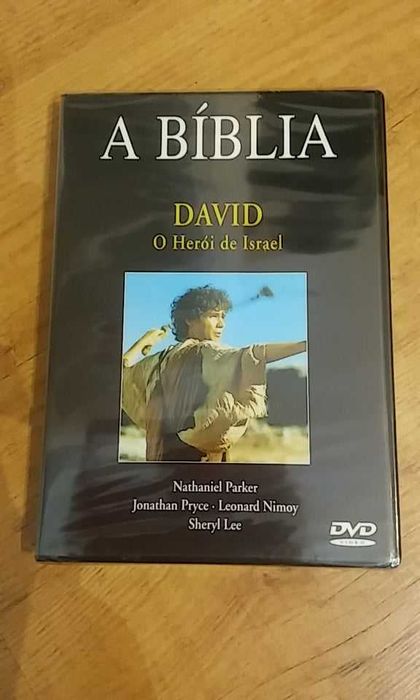 A BÍBLIA
DAVID
O Herói de Israel
Nathaniel Parker
Jonathan Pryce · Leonard Nimoy
Sheryl Lee
DVD
VIDEO